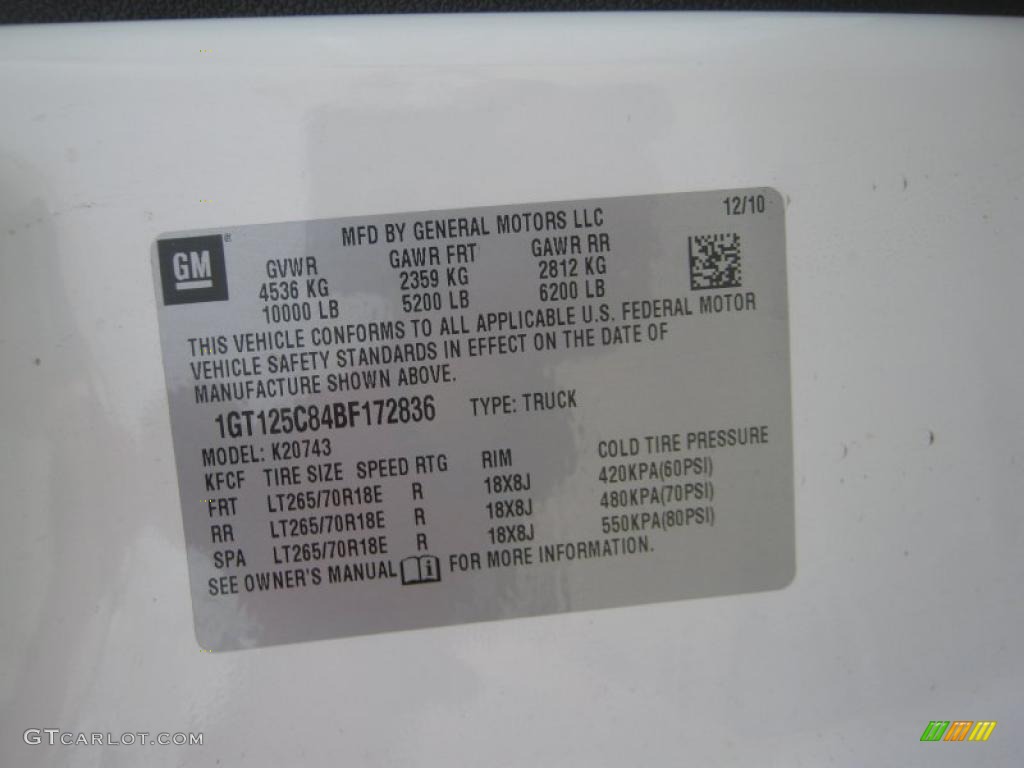 12/10
MFD BY GENERAL MOTORS LLC
GM ®
GVWR GAWR FRT GAWR RR
4536 KG 2359 KG 2812 KG
10000 LB 5200 LB 6200 LB
THIS VEHICLE CONFORMS TO ALL APPLICABLE U.S. FEDERAL MOTOR
VEHICLE SAFETY STANDARDS IN EFFECT ON THE DATE OF
MANUFACTURE SHOWN ABOVE.
1GT125C84BF172836 TYPE: TRUCK
MODEL: K20743
KFCF TIRE SIZE SPEED RTG RIM COLD TIRE PRESSURE
FRT LT265/70R18E R 18X8J 420KPA(60PSI)
RR LT265/70R18E R 18X8J 480KPA(70PSI)
SPA LT265/70R18E R 18X8J 550KPA(80PSI)
SEE OWNER'S MANUAL i FOR MORE INFORMATION.
GTCARLOT.COM